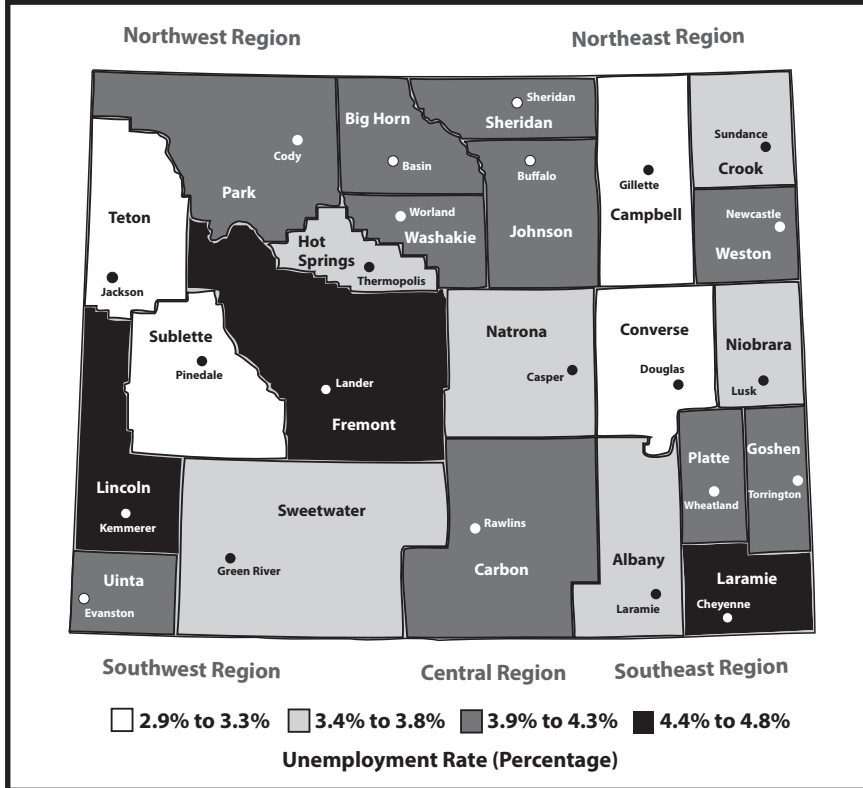 Northwest Region
Northeast Region
Sheridan
Sheridan
Big Horn
Basin
Cody
Park
Buffalo
Johnson
Sundance
Crook
Gillette
Campbell
Newcastle
Weston
Worland
Washakie
Teton
Jackson
Hot
Springs
Thermopolis
Sublette
Pinedale
Lander
Fremont
Natrona
Casper
Converse
Douglas
Niobrara
Lusk
Platte
Wheatland
Goshen
Torrington
Lincoln
Kemmerer
Sweetwater
Green River
Rawlins
Carbon
Albany
Laramie
Laramie
Cheyenne
Uinta
Evanston
Southwest Region
Central Region
Southeast Region
2.9% to 3.3%
3.4% to 3.8%
3.9% to 4.3%
4.4% to 4.8%
Unemployment Rate (Percentage)